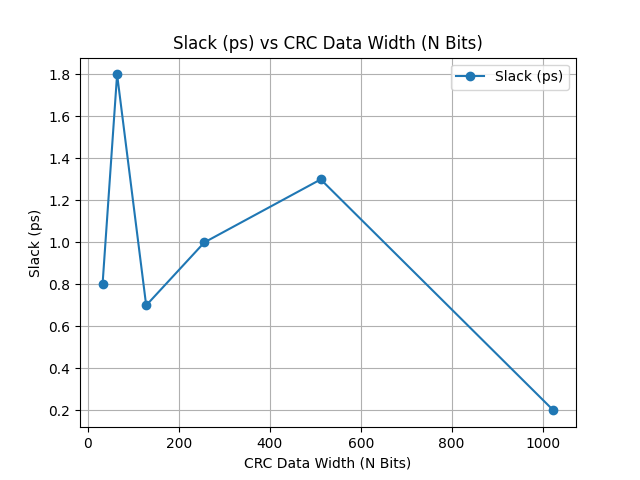 Slack (ps) vs CRC Data Width (N Bits)
Slack (ps)
1.8
1.6
1.4
1.2
1.0
0.8
0.6
0.4
0.2
Slack (ps)
0 200 400 600 800 1000
CRC Data Width (N Bits)